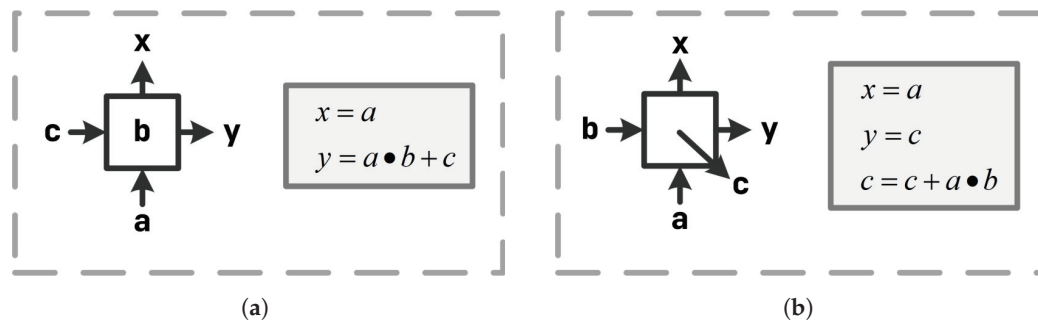 x
c
b
y
a
x = a
y = a • b + c
(a)
x
b
y
c
a
x = a
y = c
c = c + a • b
(b)